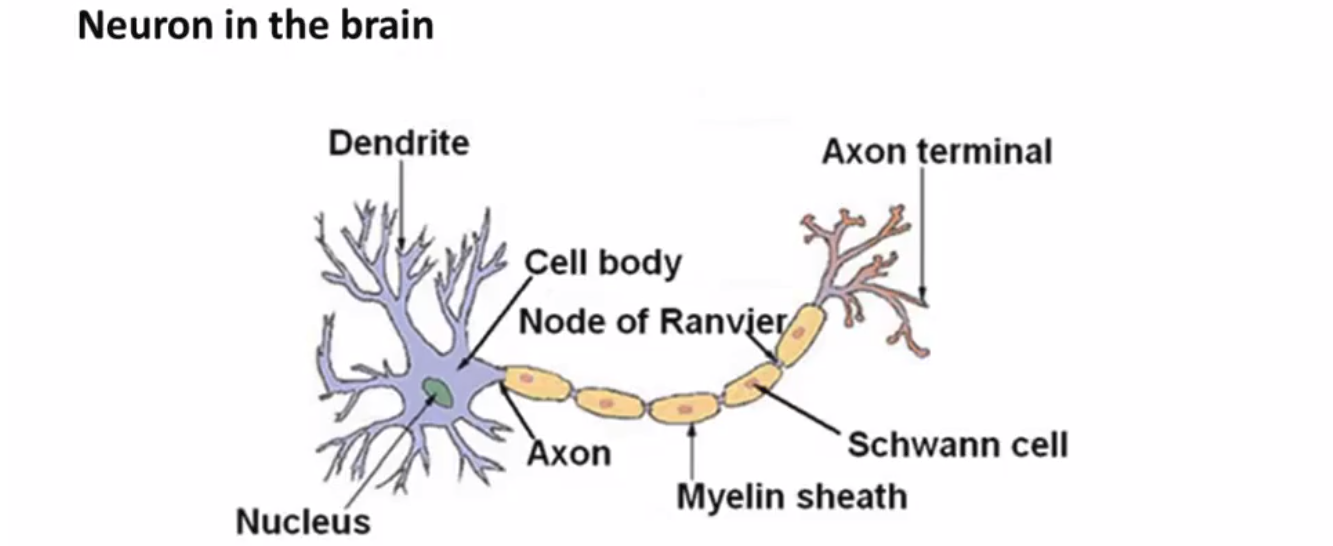 Neuron in the brain
Dendrite
Axon terminal
Cell body
Node of Ranvier
Axon
Schwann cell
Myelin sheath
Nucleus